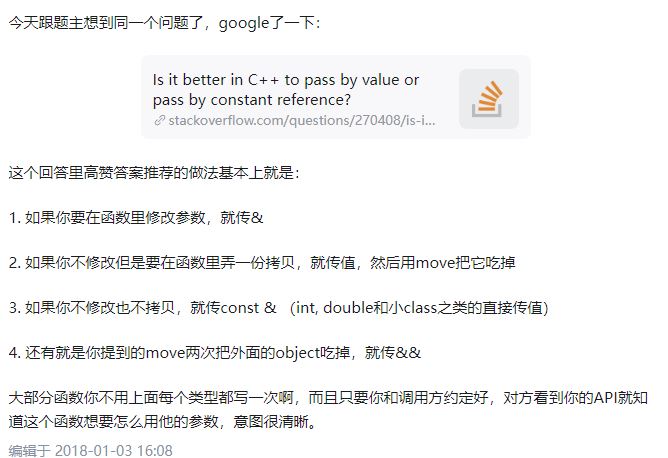 今天跟题主想到同一个问题了，google了一下：
Is it better in C++ to pass by value or
pass by constant reference?
stackoverflow.com/questions/270408/is-i...
这个回答里高赞答案推荐的做法基本上就是：
1. 如果你要在函数里修改参数，就传&
2. 如果你不修改但是要在函数里弄一份拷贝，就传值，然后用move把它吃掉
3. 如果你不修改也不拷贝，就传const & （int, double和小class之类的直接传值）
4. 还有就是你提到的move两次把外面的object吃掉，就传&&
大部分函数你不用上面每个类型都写一次啊，而且只要你和调用方约定好，对方看到你的API就知
道这个函数想要怎么用他的参数，意图很清晰。
编辑于 2018-01-03 16:08